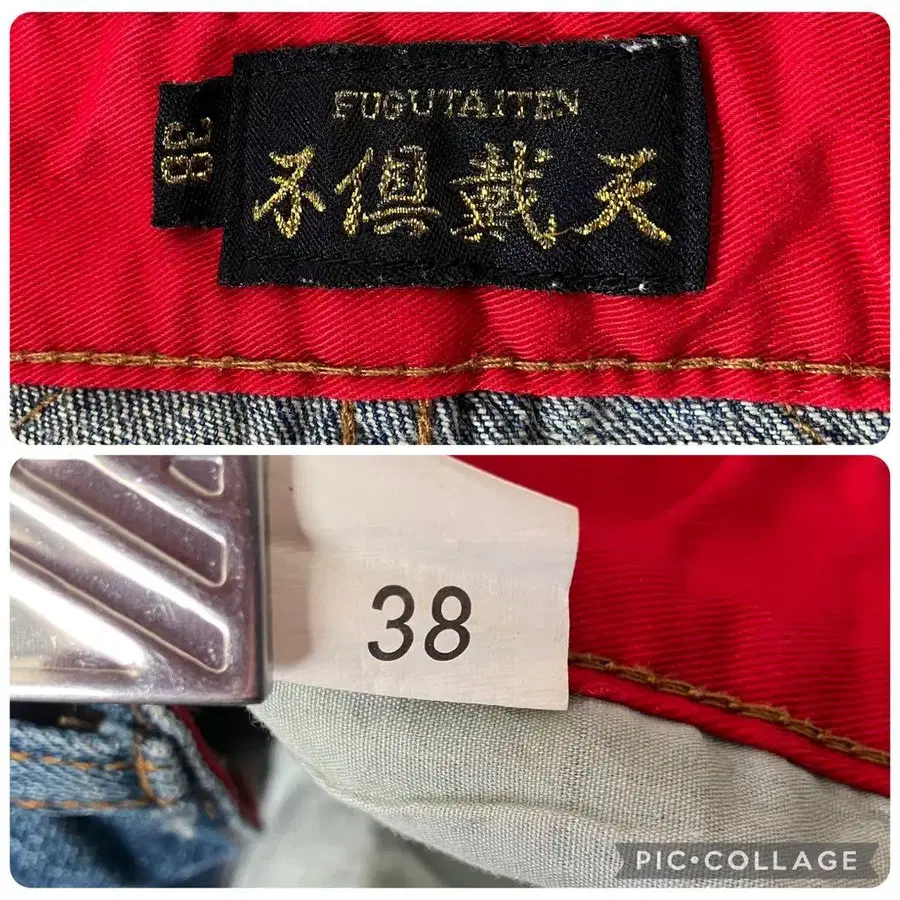 38
FUGUTAITEN
不倶戴天
38
PIC•COLLAGE